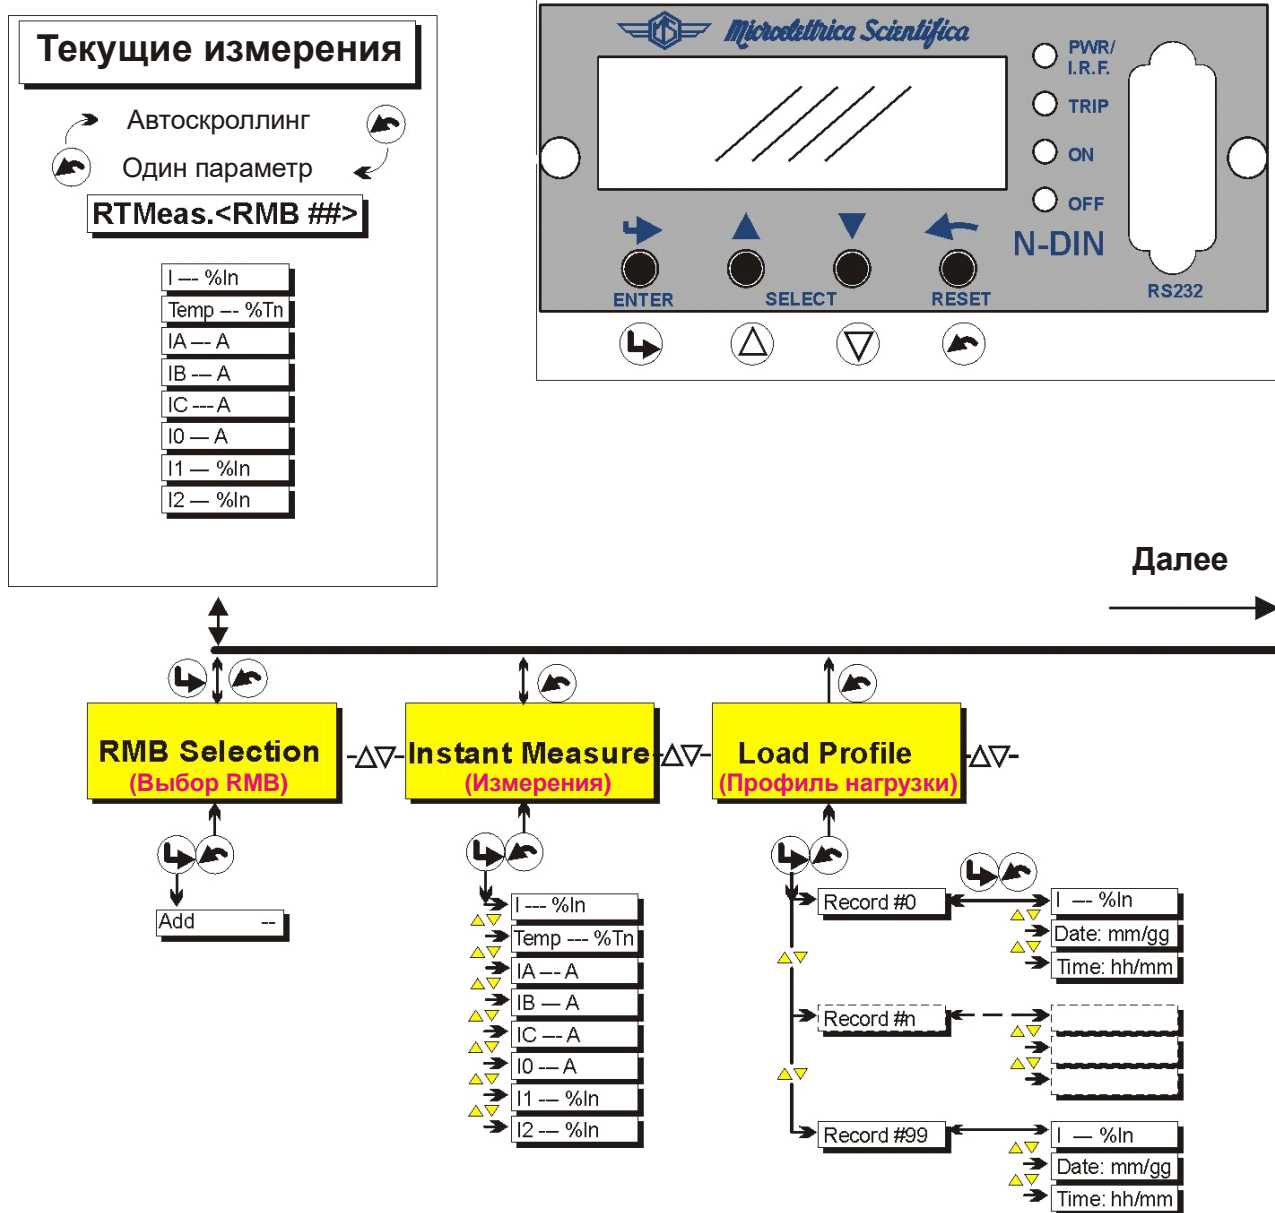 Текущие измерения
Автоскроллинг
Один параметр
RTMeas.<RMB ##>
I --- %In
Temp --- %Tn
IA --- A
IB --- A
IC --- A
I0 --- A
I1 --- %In
I2 --- %In
Microelettrica Scientifica
PWR/
I.R.F.
TRIP
ON
OFF
N-DIN
ENTER
SELECT
RESET
RS232
Далее
RMB Selection
(Выбор RMB)
Instant Measure
(Измерения)
Load Profile
(Профиль нагрузки)
Add --
I --- %In
Temp --- %Tn
IA --- A
IB --- A
IC --- A
I0 --- A
I1 --- %In
I2 --- %In
Record #0
I --- %In
Date: mm/gg
Time: hh/mm
Record #n
Record #99
I --- %In
Date: mm/gg
Time: hh/mm